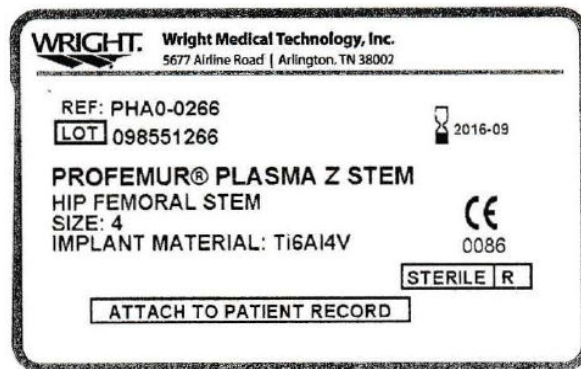 WRIGHT. Wright Medical Technology, Inc.
5677 Airline Road | Arlington, TN 38002
REF: PHA0-0266
LOT 098551266
2016-09
PROFEMUR® PLASMA Z STEM
HIP FEMORAL STEM
SIZE: 4
IMPLANT MATERIAL: Ti6Al4V
CE
0086
STERILE R
ATTACH TO PATIENT RECORD